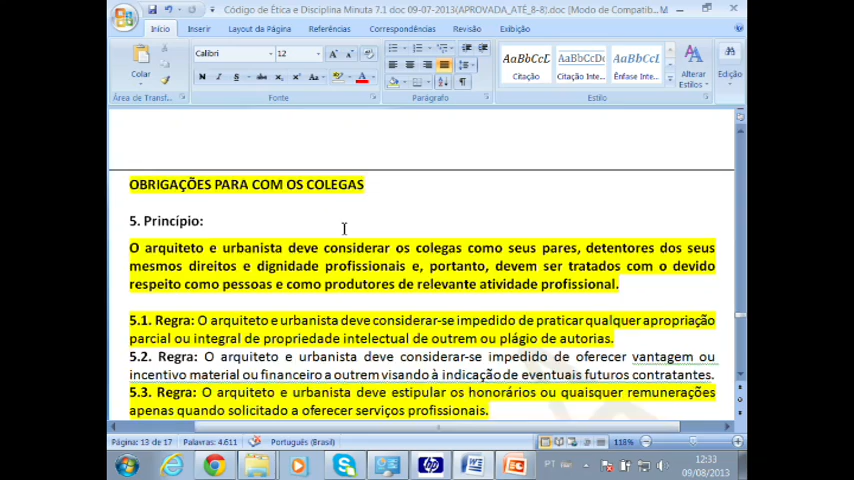 Código de Ética e Disciplina Minuta 7.1 doc 09-07-2013(APROVADA_ATÉ_8-8).doc [Modo de Compatib...
Início Inserir Layout da Página Referências Correspondências Revisão Exibição
Calibri 12
AaBbCcD AaBbCcDc AaBbCcL
Colar
N I S abe x₂ x² Aa
Citação Citação Inte... Ênfase Inte...
Alterar Estilos
Edição
Área de Transf... Fonte Parágrafo Estilo
OBRIGAÇÕES PARA COM OS COLEGAS
5. Princípio:
O arquiteto e urbanista deve considerar os colegas como seus pares, detentores dos seus
mesmos direitos e dignidade profissionais e, portanto, devem ser tratados com o devido
respeito como pessoas e como produtores de relevante atividade profissional.
5.1. Regra: O arquiteto e urbanista deve considerar-se impedido de praticar qualquer apropriação
parcial ou integral de propriedade intelectual de outrem ou plágio de autorias.
5.2. Regra: O arquiteto e urbanista deve considerar-se impedido de oferecer vantagem ou
incentivo material ou financeiro a outrem visando à indicação de eventuais futuros contratantes.
5.3. Regra: O arquiteto e urbanista deve estipular os honorários ou quaisquer remunerações
apenas quando solicitado a oferecer serviços profissionais.
Página: 13 de 17 Palavras: 4.611 Português (Brasil) 118%
PT 12:33
09/08/2013